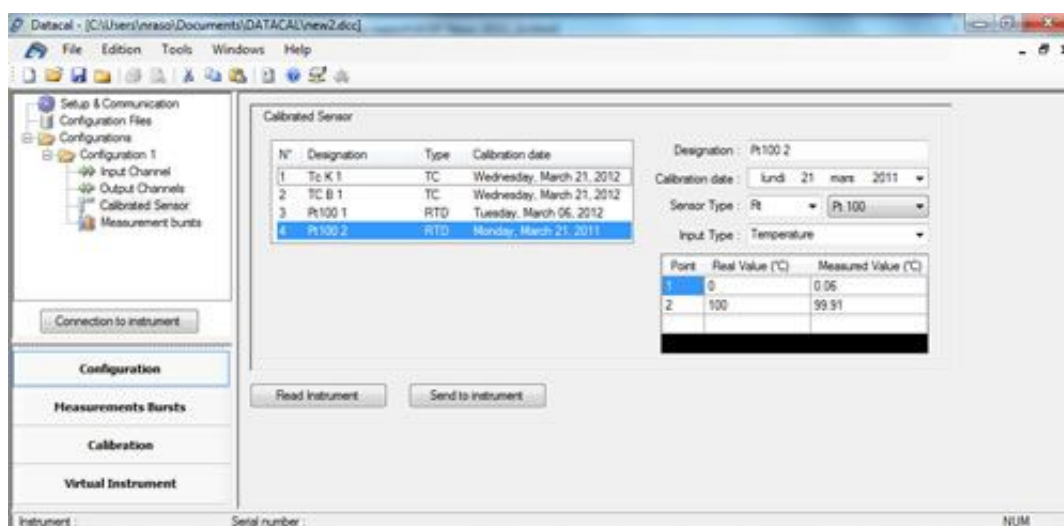 Datacal - [C:\Users\nraso\Documents\DATACAL\new2.dcc]
File Edition Tools Windows Help
Setup & Communication
Configuration Files
Configurations
Configuration 1
Input Channel
Output Channels
Calibrated Sensor
Measurement bursts
Connection to instrument
Configuration
Measurements Bursts
Calibration
Virtual Instrument
Calibrated Sensor
N° Designation Type Calibration date
1 Tc K 1 TC Wednesday, March 21, 2012
2 TC B 1 TC Wednesday, March 21, 2012
3 Pt100 1 RTD Tuesday, March 06, 2012
4 Pt100 2 RTD Monday, March 21, 2011
Designation : Pt100 2
Calibration date : lundi 21 mars 2011
Sensor Type : Rt Pt 100
Input Type : Temperature
Point Real Value (°C) Measured Value (°C)
1 0 0.06
2 100 99.91
Read Instrument Send to instrument
Instrument : Serial number : NUM